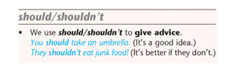 should/shouldn't
• We use should/shouldn't to give advice.
You should take an umbrella. (It's a good idea.)
They shouldn't eat junk food! (It's better if they don't.)